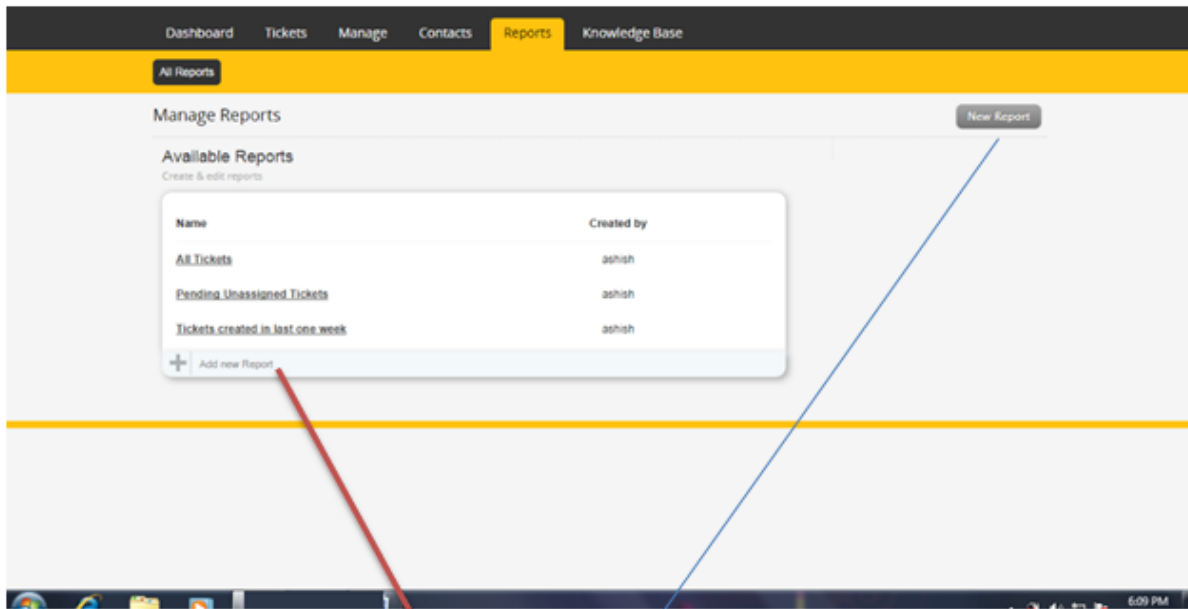 Dashboard Tickets Manage Contacts Reports Knowledge Base
All Reports
Manage Reports New Report
Available Reports
Create & edit reports
Name Created by
All Tickets ashish
Pending Unassigned Tickets ashish
Tickets created in last one week ashish
Add new Report
6:09 PM